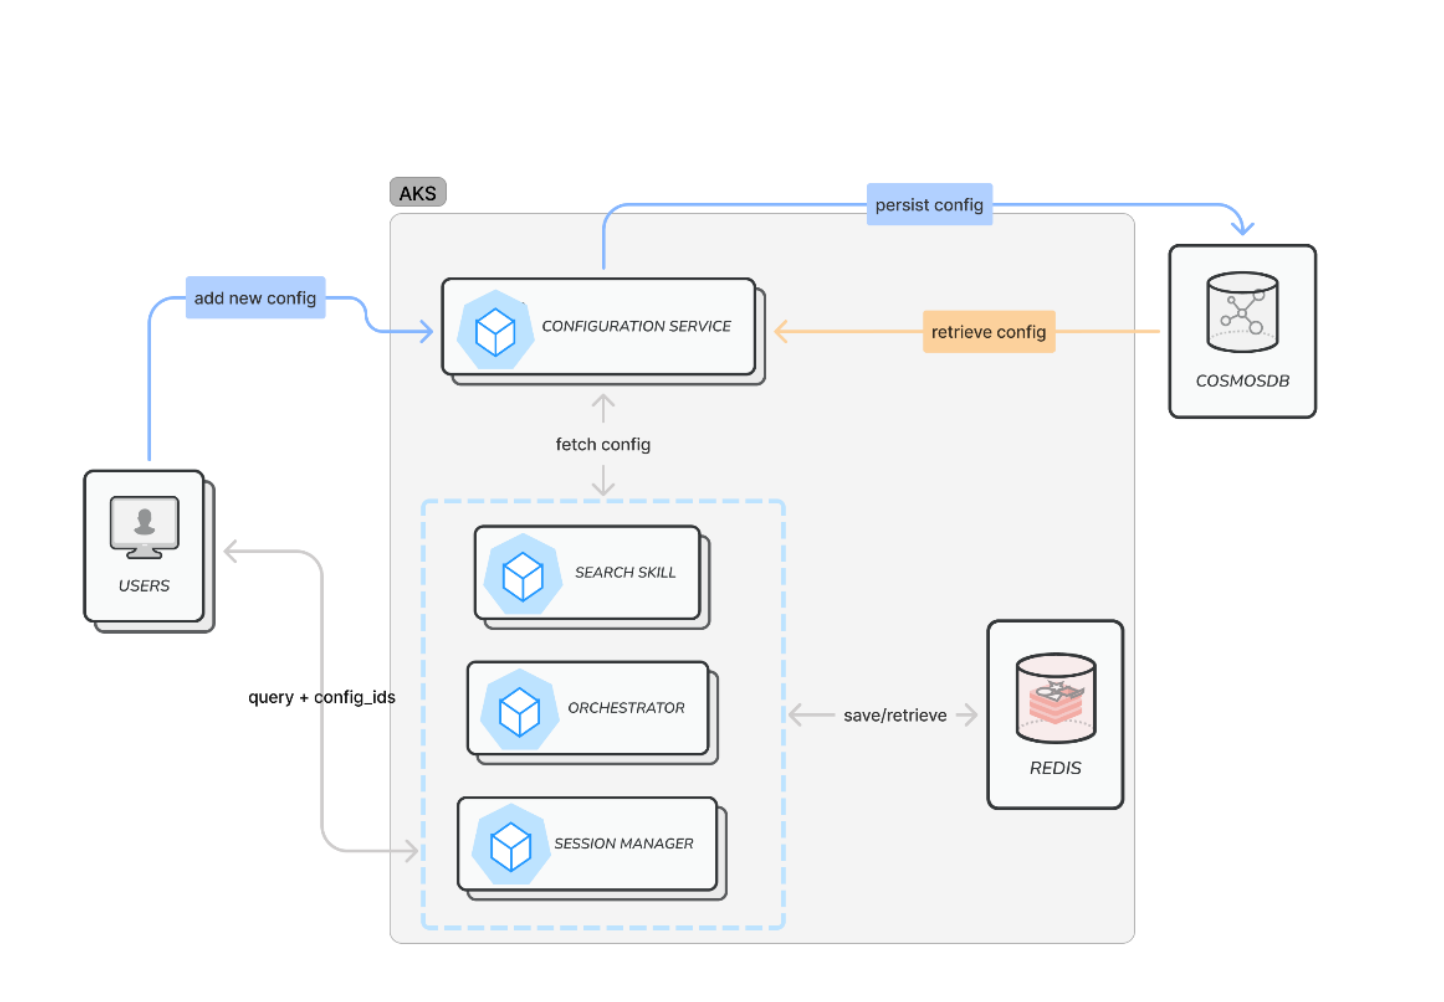 AKS
persist config
add new config
CONFIGURATION SERVICE
retrieve config
COSMOSDB
fetch config
USERS
SEARCH SKILL
query + config_ids
ORCHESTRATOR
save/retrieve
REDIS
SESSION MANAGER